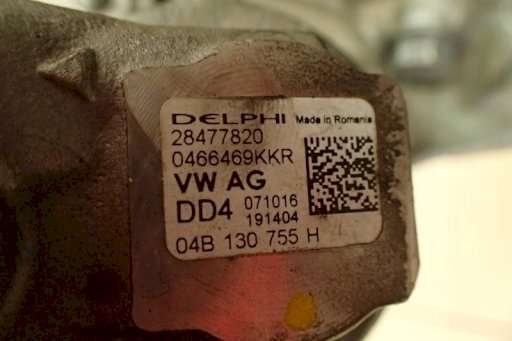 DELPHI Made in Romania
28477820
0466469KKR
VW AG
DD4 071016
191404
04B 130 755 H